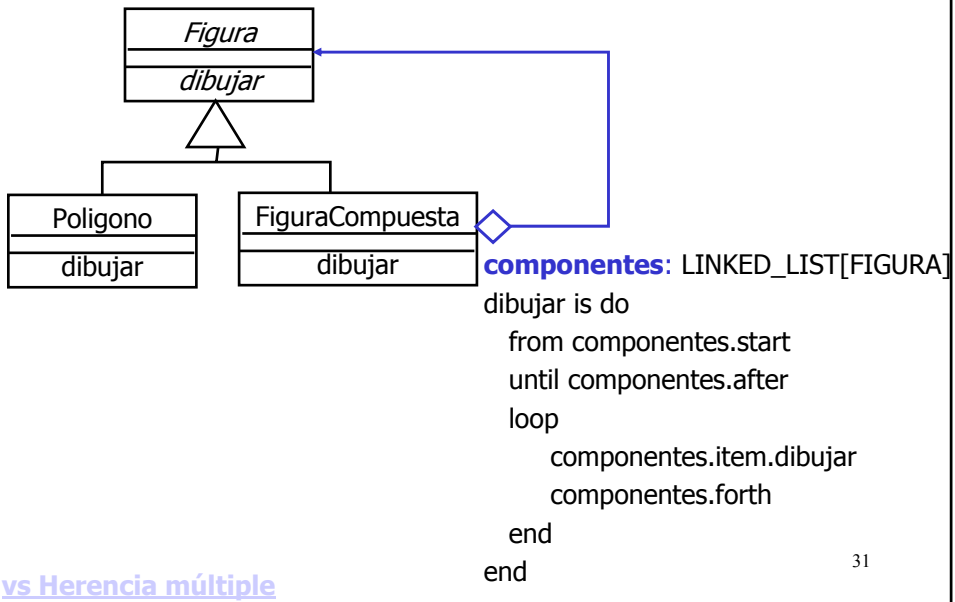 Figura
dibujar
Poligono
dibujar
FiguraCompuesta
dibujar
componentes: LINKED_LIST[FIGURA]
dibujar is do
from componentes.start
until componentes.after
loop
componentes.item.dibujar
componentes.forth
end
end
31
vs Herencia múltiple